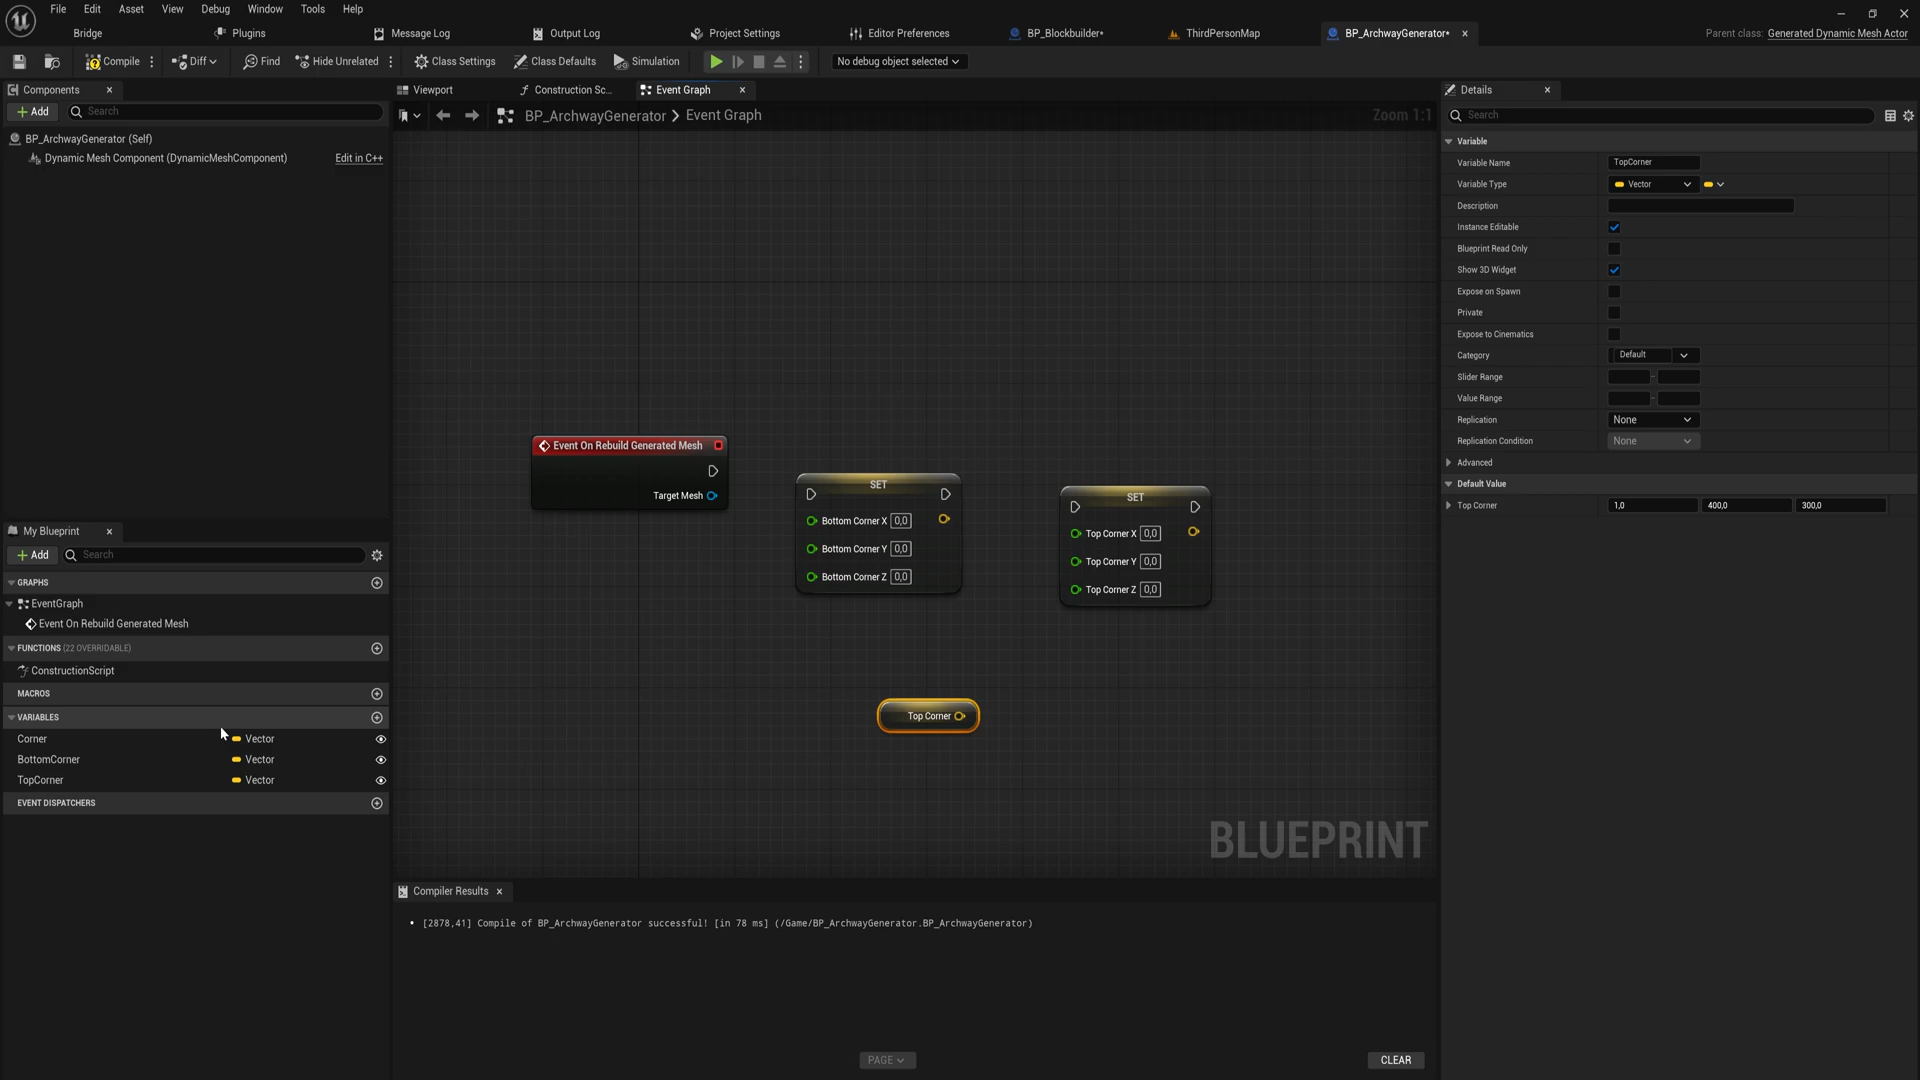 File Edit Asset View Debug Window Tools Help
Bridge Plugins Message Log Output Log Project Settings Editor Preferences BP_Blockbuilder* ThirdPersonMap BP_ArchwayGenerator* Parent class: Generated Dynamic Mesh Actor
Compile Diff Find Hide Unrelated Class Settings Class Defaults Simulation No debug object selected
Components
Add Search
BP_ArchwayGenerator (Self)
Dynamic Mesh Component (DynamicMeshComponent) Edit in C++
My Blueprint
Add Search
GRAPHS
EventGraph
Event On Rebuild Generated Mesh
FUNCTIONS (22 OVERRIDABLE)
ConstructionScript
MACROS
VARIABLES
Corner Vector
BottomCorner Vector
TopCorner Vector
EVENT DISPATCHERS
Viewport Construction Sc... Event Graph
BP_ArchwayGenerator > Event Graph Zoom 1:1
Event On Rebuild Generated Mesh
Target Mesh
SET
Bottom Corner X 0,0
Bottom Corner Y 0,0
Bottom Corner Z 0,0
SET
Top Corner X 0,0
Top Corner Y 0,0
Top Corner Z 0,0
Top Corner
BLUEPRINT
Compiler Results
• [2878,41] Compile of BP_ArchwayGenerator successful! [in 78 ms] (/Game/BP_ArchwayGenerator.BP_ArchwayGenerator)
PAGE CLEAR
Details
Search
Variable
Variable Name TopCorner
Variable Type Vector
Description
Instance Editable
Blueprint Read Only
Show 3D Widget
Expose on Spawn
Private
Expose to Cinematics
Category Default
Slider Range
Value Range
Replication None
Replication Condition None
Advanced
Default Value
Top Corner 1,0 400,0 300,0